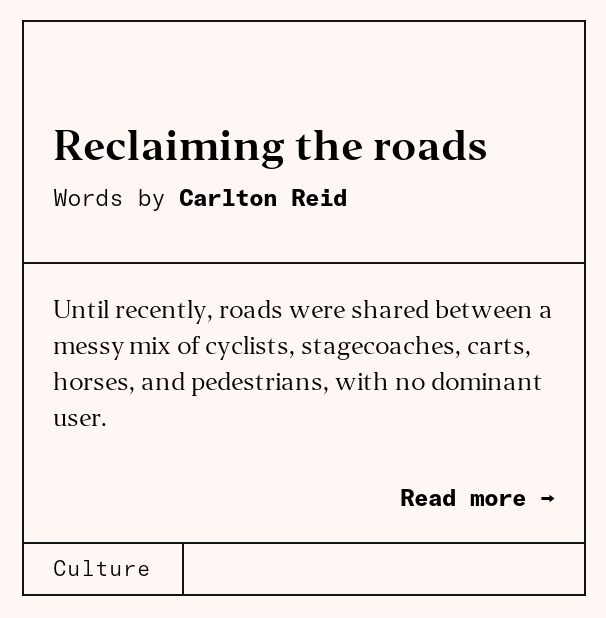 Reclaiming the roads
Words by Carlton Reid
Until recently, roads were shared between a
messy mix of cyclists, stagecoaches, carts,
horses, and pedestrians, with no dominant
user.
Read more →
Culture